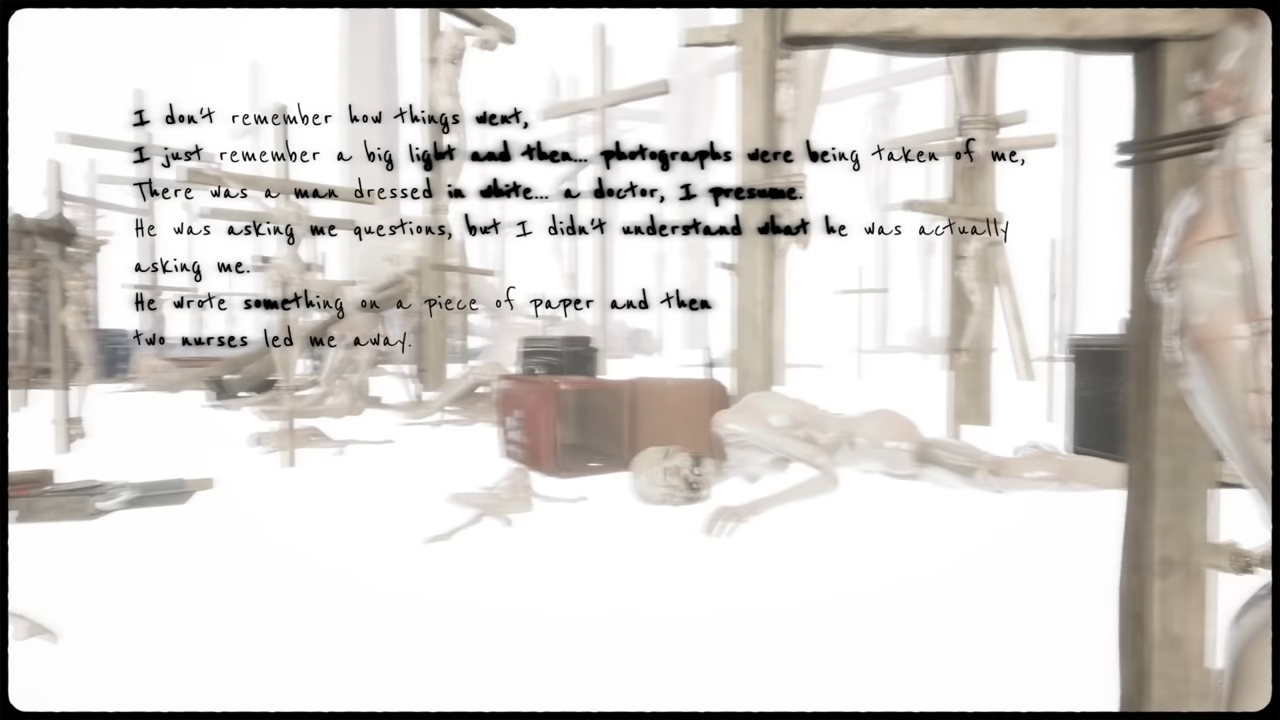 I don't remember how things went,
I just remember a big light and then... photographs were being taken of me,
There was a man dressed in white... a doctor, I presume.
He was asking me questions, but I didn't understand what he was actually
asking me.
He wrote something on a piece of paper and then
two nurses led me away.